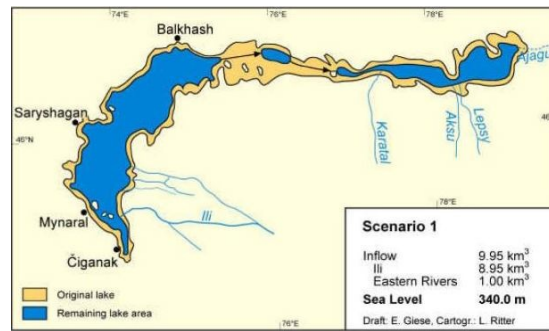 74°E
76°E
78°E
Balkhash
Ajagu
Saryshagan
46°N
Karatal
Aksu
Lepsy
46
Mynaral
Ili
78°E
Čiganak
Scenario 1
Inflow 9.95 km³
Ili 8.95 km³
Eastern Rivers 1.00 km³
Sea Level 340.0 m
Draft: E. Giese, Cartogr.: L. Ritter
Original lake
Remaining lake area
76°E